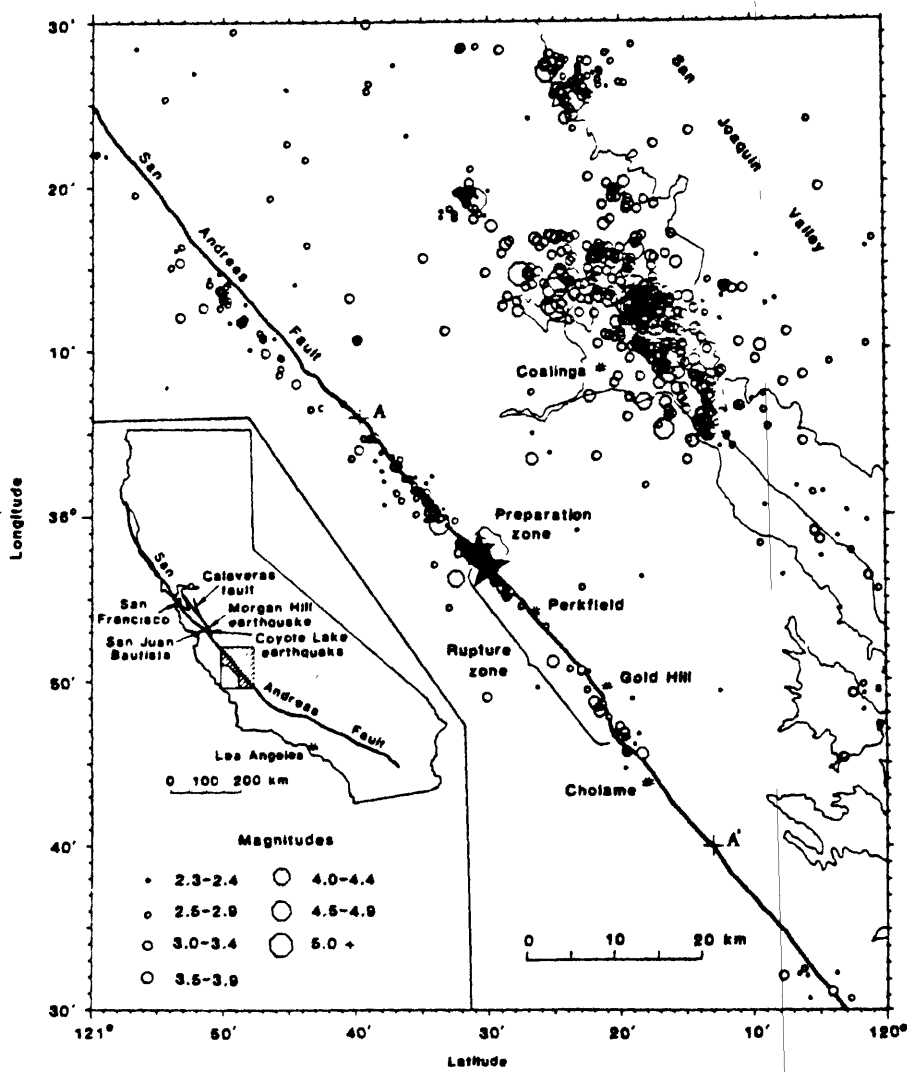 30'
20'
10'
36°
50'
40'
30'
Longitude
121°
50'
40'
30'
20'
10'
120°
Latitude
San
Andreas
Fault
San
Joaquin
Valley
Coalinga
A
c
Preparation
zone
Parkfield
Rupture
zone
Gold Hill
Cholame
A'
San
Calaveras
fault
San
Francisco
Morgan Hill
earthquake
San Juan
Bautista
Coyote Lake
earthquake
Andreas
Fault
Los Angeles
0 100 200 km
Magnitudes
2.3-2.4
4.0-4.4
2.5-2.9
4.5-4.9
3.0-3.4
5.0 +
3.5-3.9
0 10 20 km